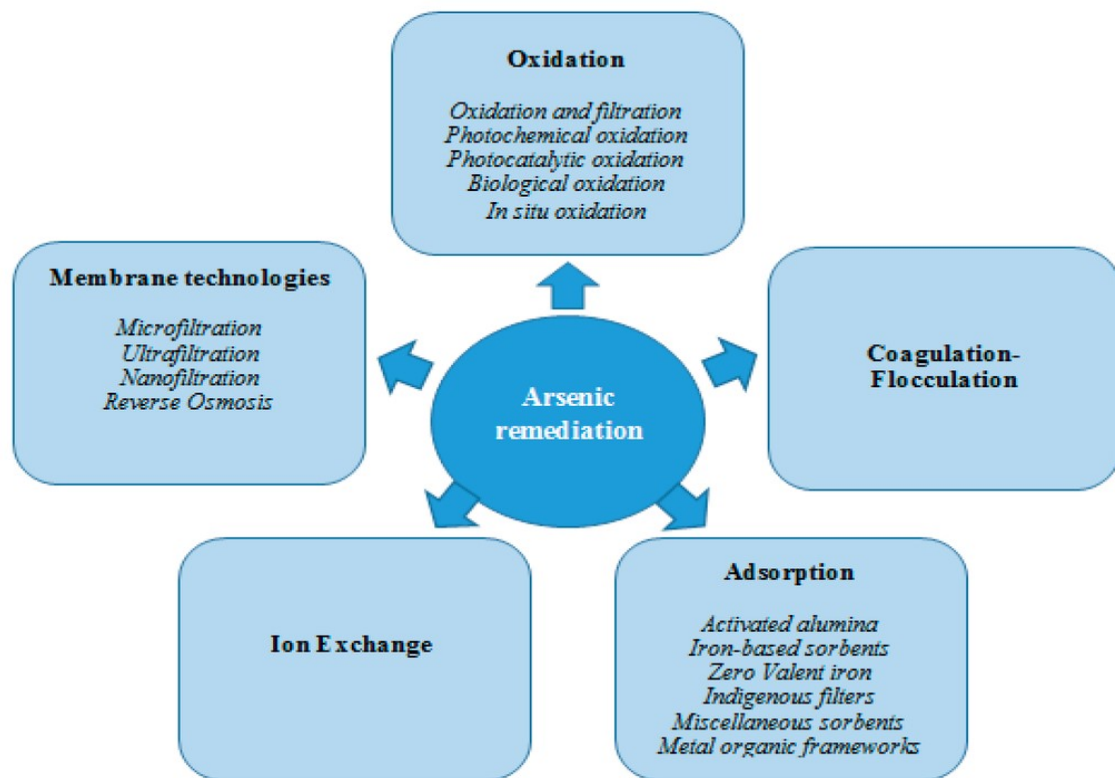 Oxidation
Oxidation and filtration
Photochemical oxidation
Photocatalytic oxidation
Biological oxidation
In situ oxidation
Membrane technologies
Microfiltration
Ultrafiltration
Nanofiltration
Reverse Osmosis
Arsenic
remediation
Coagulation-
Flocculation
Ion Exchange
Adsorption
Activated alumina
Iron-based sorbents
Zero Valent iron
Indigenous filters
Miscellaneous sorbents
Metal organic frameworks